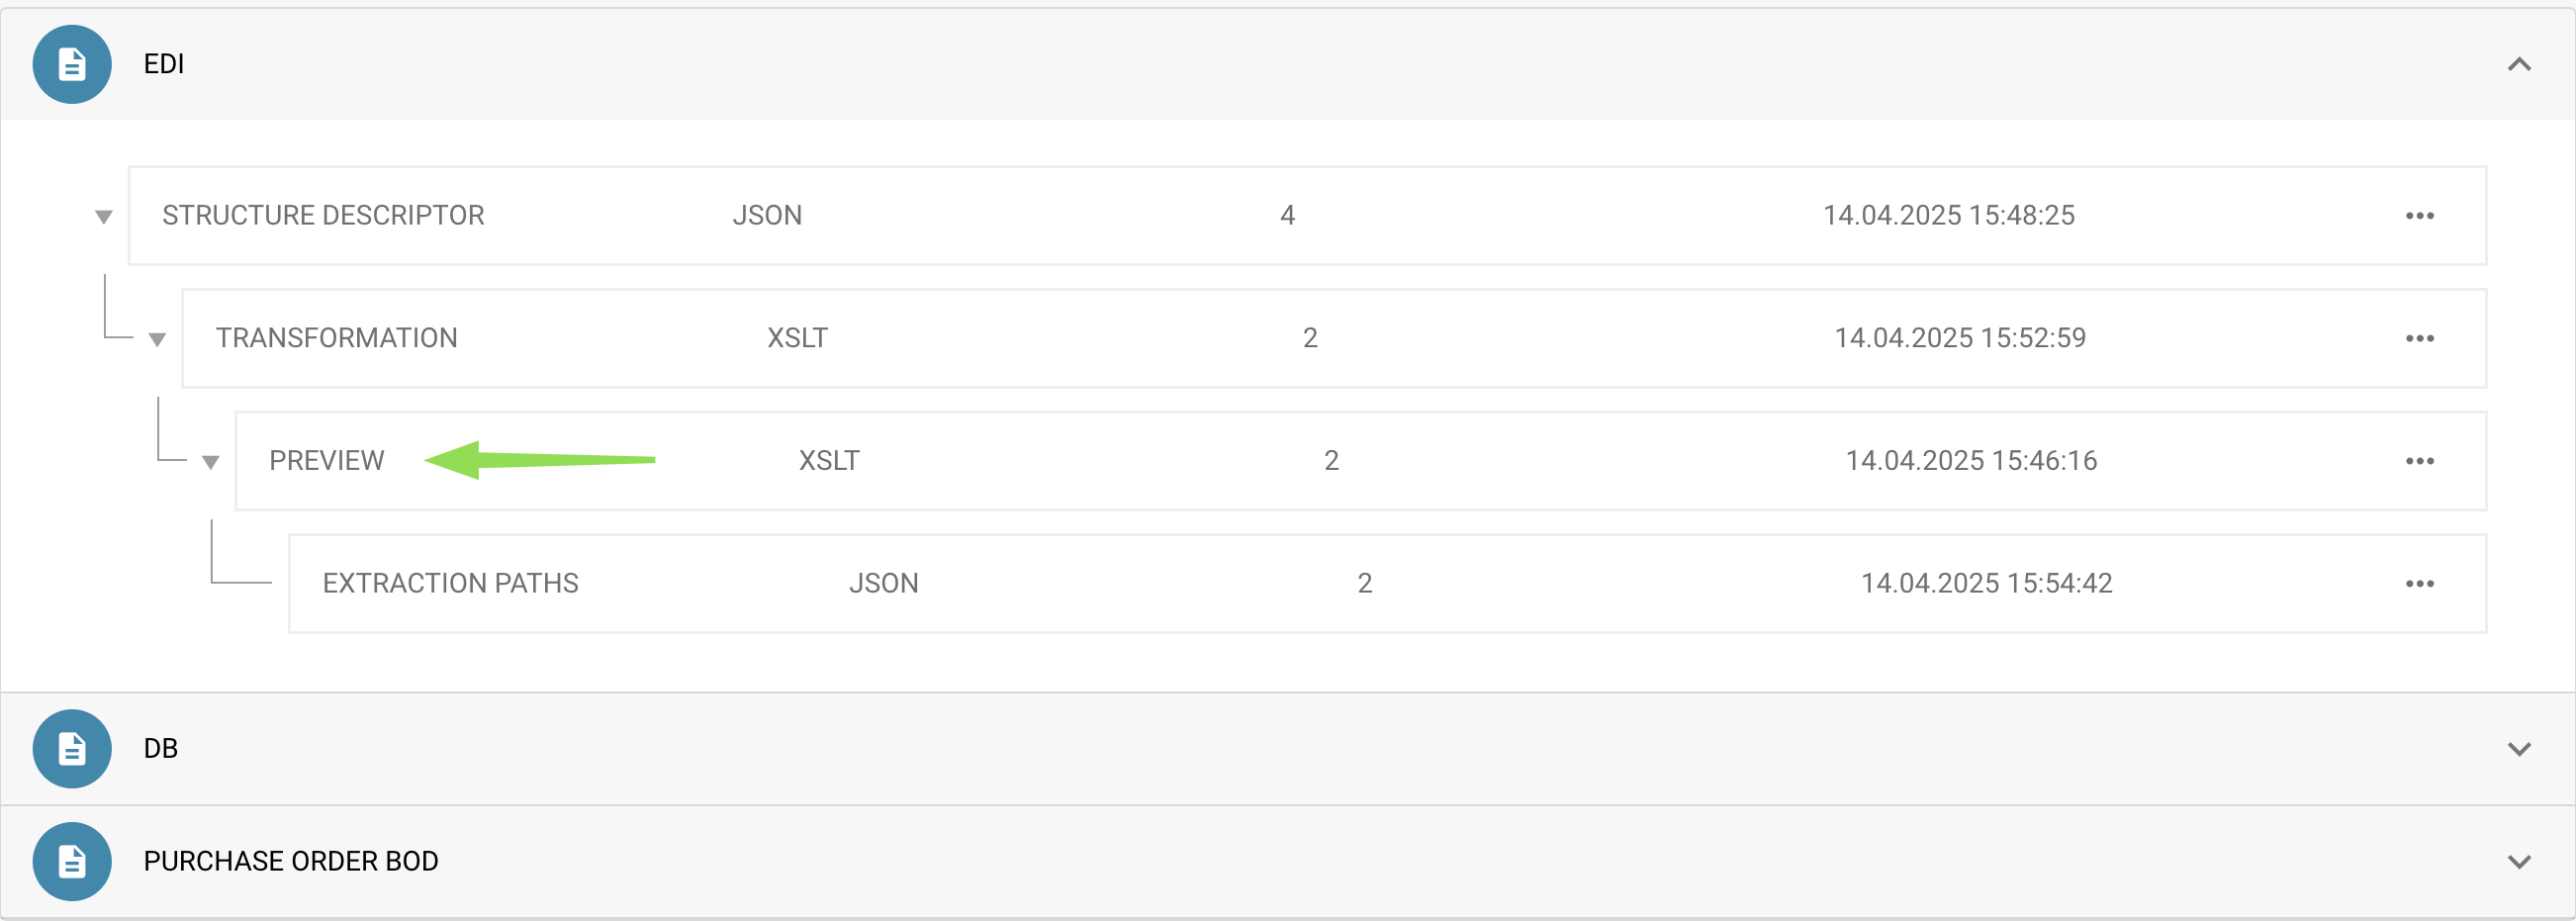 EDI
STRUCTURE DESCRIPTOR JSON 4 14.04.2025 15:48:25
TRANSFORMATION XSLT 2 14.04.2025 15:52:59
PREVIEW XSLT 2 14.04.2025 15:46:16
EXTRACTION PATHS JSON 2 14.04.2025 15:54:42
DB
PURCHASE ORDER BOD